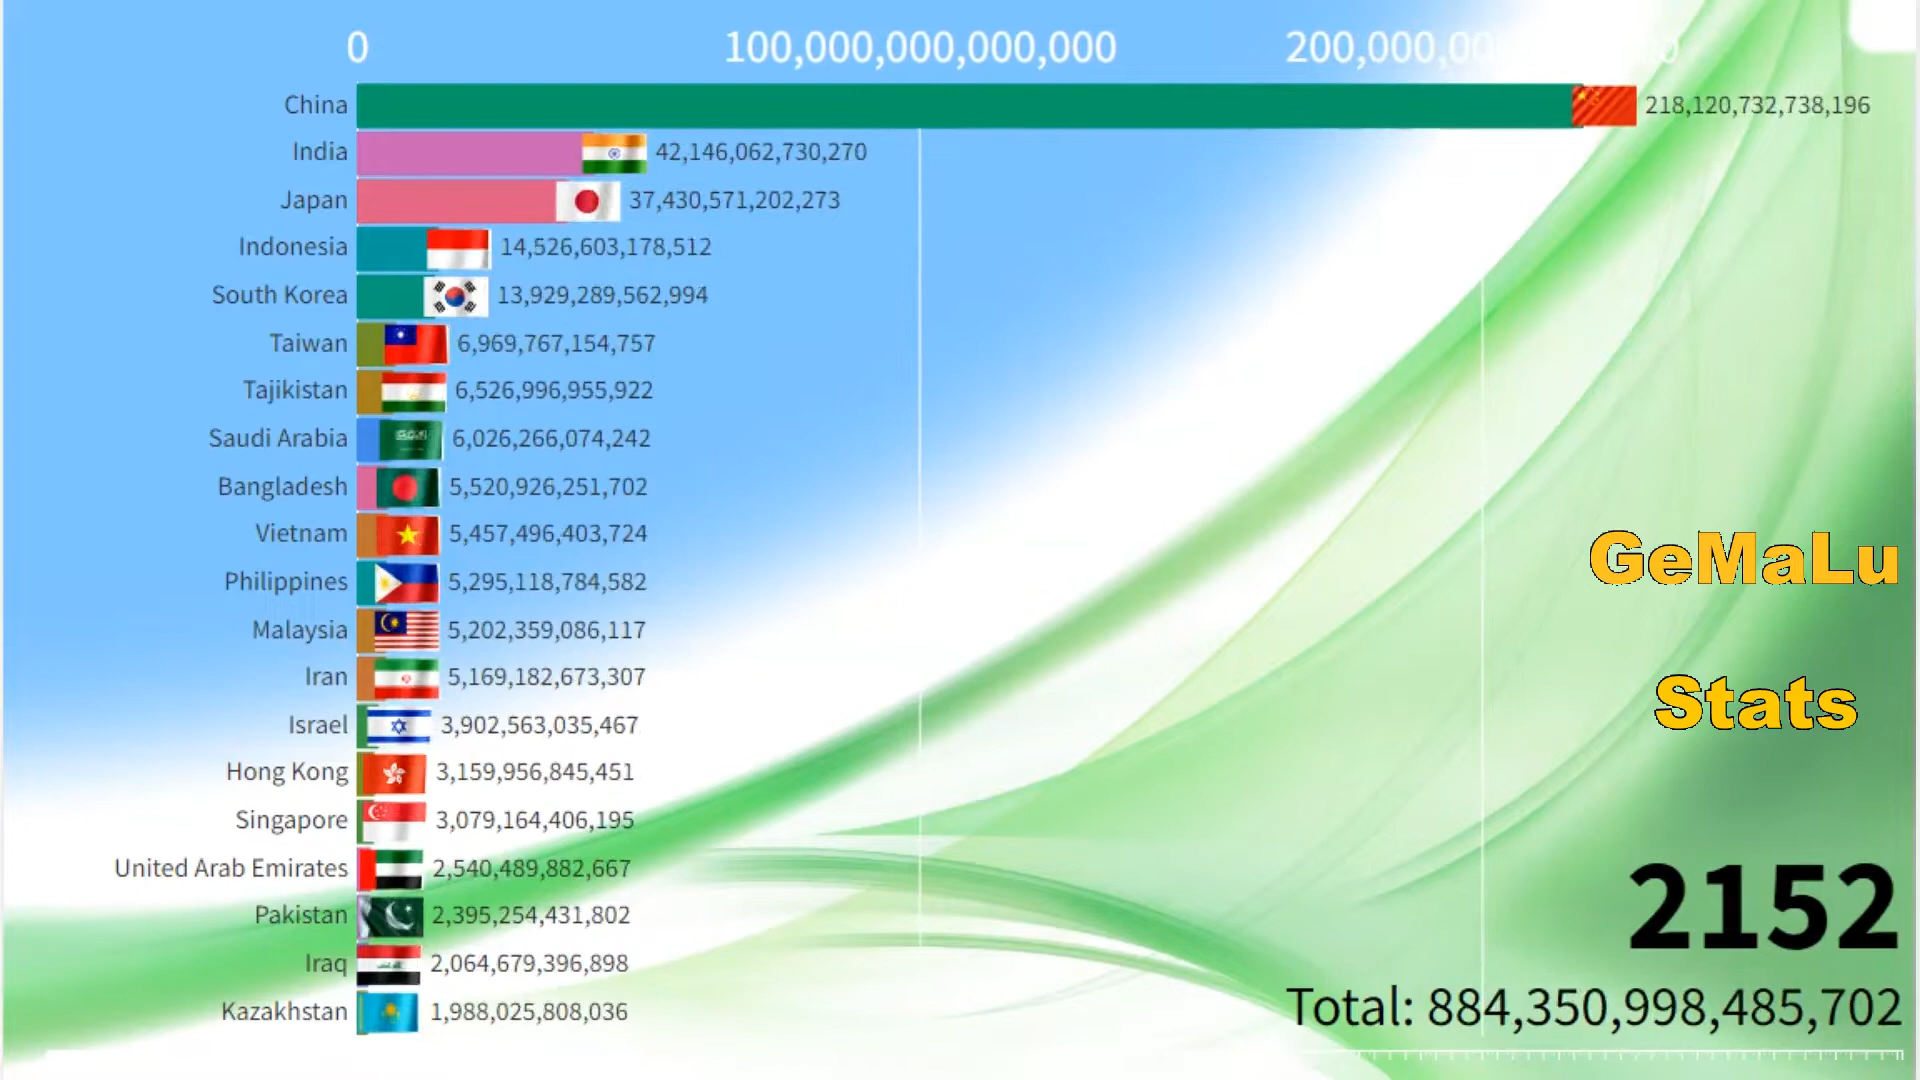 0 100,000,000,000,000 200,000,00
China 218,120,732,738,196
India 42,146,062,730,270
Japan 37,430,571,202,273
Indonesia 14,526,603,178,512
South Korea 13,929,289,562,994
Taiwan 6,969,767,154,757
Tajikistan 6,526,996,955,922
Saudi Arabia 6,026,266,074,242
Bangladesh 5,520,926,251,702
Vietnam 5,457,496,403,724
Philippines 5,295,118,784,582
Malaysia 5,202,359,086,117
Iran 5,169,182,673,307
Israel 3,902,563,035,467
Hong Kong 3,159,956,845,451
Singapore 3,079,164,406,195
United Arab Emirates 2,540,489,882,667
Pakistan 2,395,254,431,802
Iraq 2,064,679,396,898
Kazakhstan 1,988,025,808,036
GeMaLu
Stats
2152
Total: 884,350,998,485,702